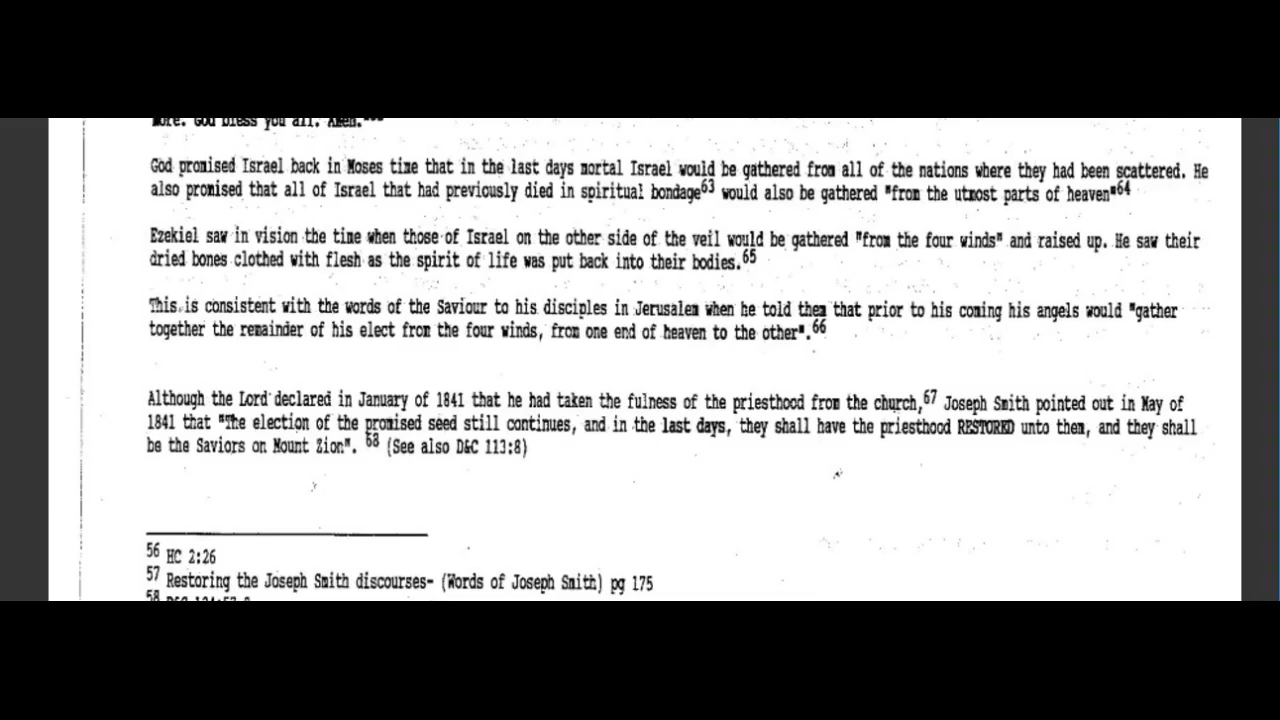 More. God bless you all. Amen."
God promised Israel back in Moses time that in the last days mortal Israel would be gathered from all of the nations where they had been scattered. He
also promised that all of Israel that had previously died in spiritual bondage63 would also be gathered "from the utmost parts of heaven"64
Ezekiel saw in vision the time when those of Israel on the other side of the veil would be gathered "from the four winds" and raised up. He saw their
dried bones clothed with flesh as the spirit of life was put back into their bodies.65
This is consistent with the words of the Saviour to his disciples in Jerusalem when he told them that prior to his coming his angels would "gather
together the remainder of his elect from the four winds, from one end of heaven to the other".66
Although the Lord declared in January of 1841 that he had taken the fulness of the priesthood from the church,67 Joseph Smith pointed out in May of
1841 that "The election of the promised seed still continues, and in the last days, they shall have the priesthood RESTORED unto them, and they shall
be the Saviors on Mount Zion". 68 (See also D&C 113:8)
56 HC 2:26
57 Restoring the Joseph Smith discourses- (Words of Joseph Smith) pg 175
58